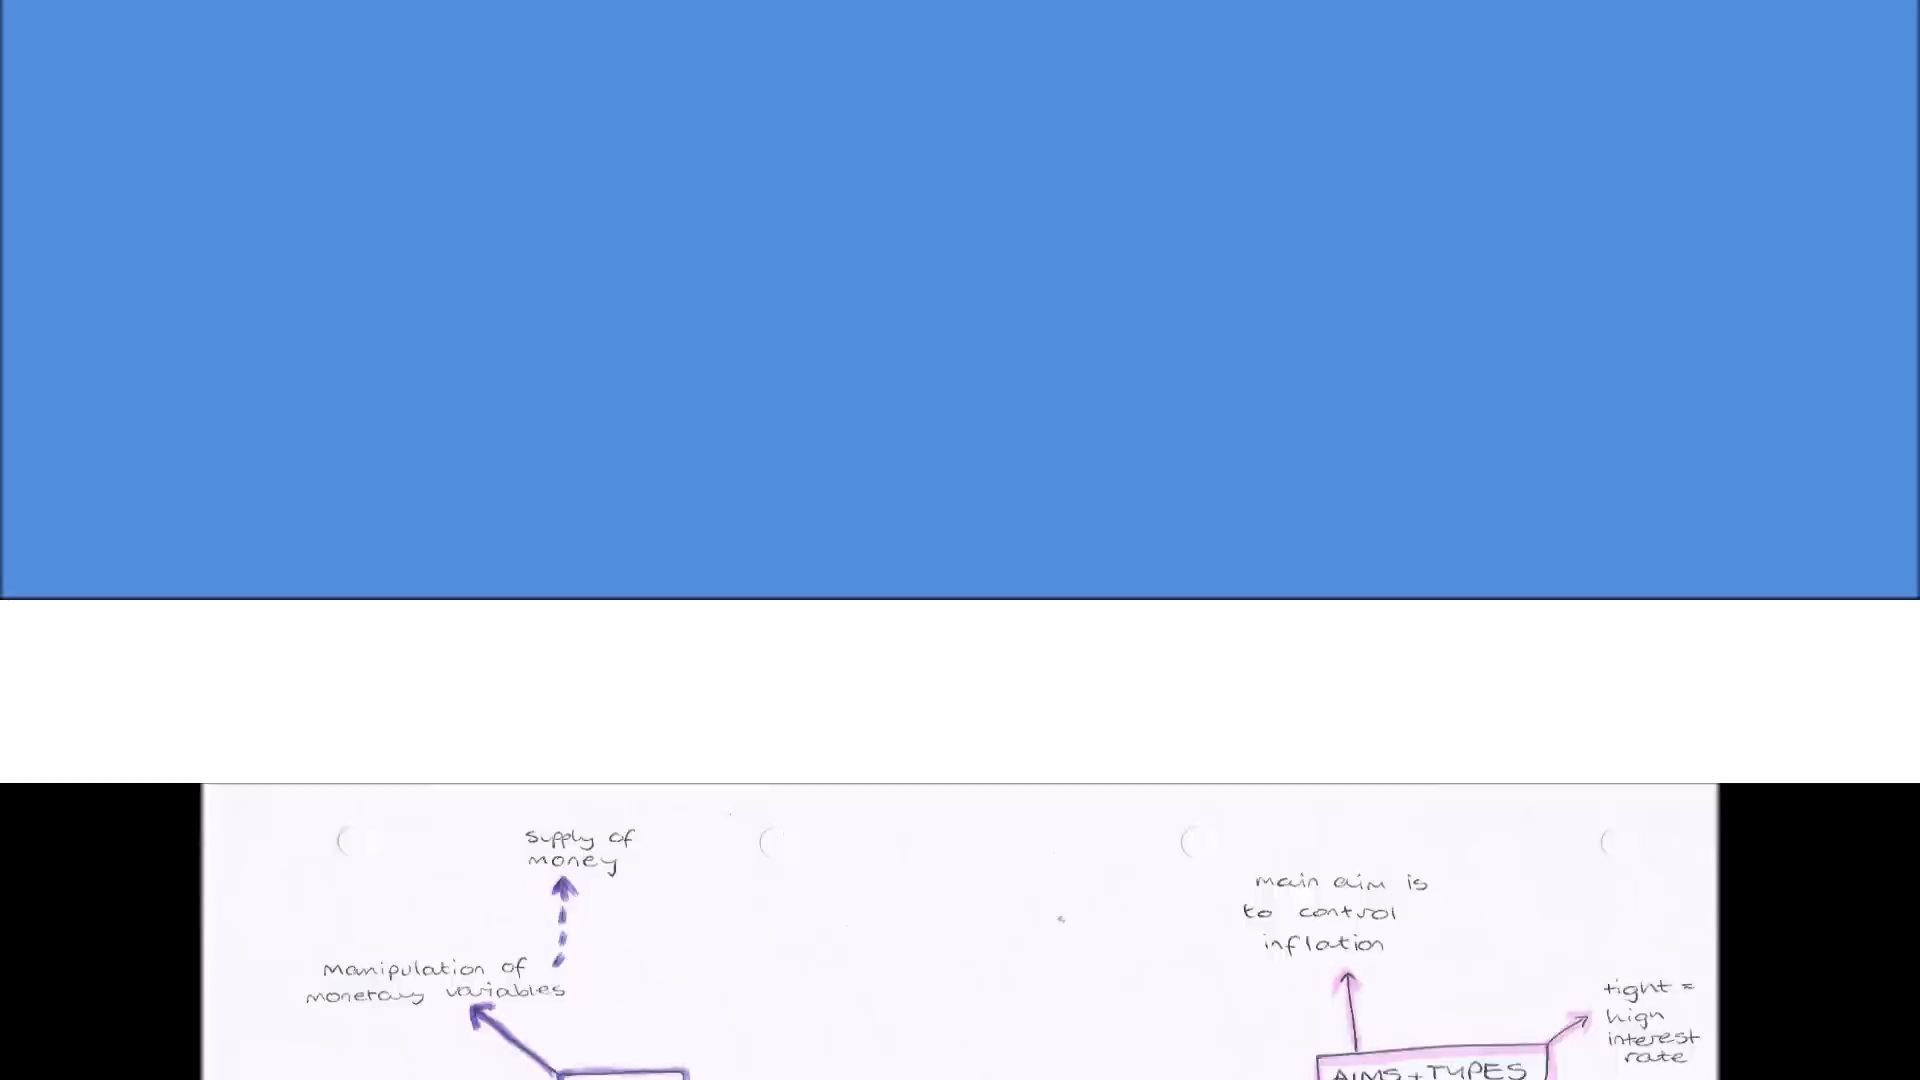 supply of
money
manipulation of
monetary variables
main aim is
to control
inflation
tight =
high
interest
rate
AIMS + TYPES